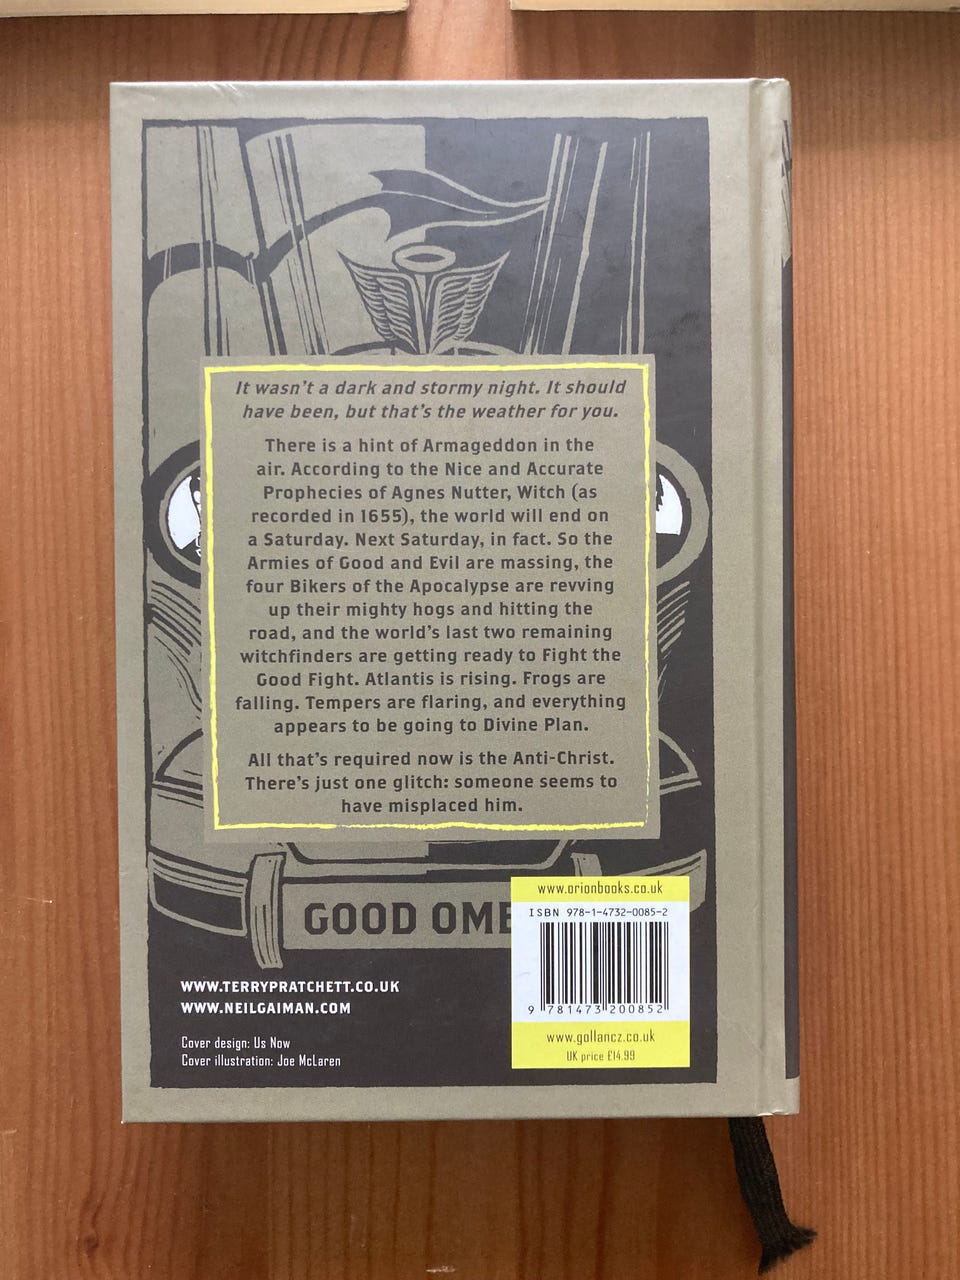 It wasn't a dark and stormy night. It should
have been, but that's the weather for you.
There is a hint of Armageddon in the
air. According to the Nice and Accurate
Prophecies of Agnes Nutter, Witch (as
recorded in 1655), the world will end on
a Saturday. Next Saturday, in fact. So the
Armies of Good and Evil are massing, the
four Bikers of the Apocalypse are revving
up their mighty hogs and hitting the
road, and the world's last two remaining
witchfinders are getting ready to Fight the
Good Fight. Atlantis is rising. Frogs are
falling. Tempers are flaring, and everything
appears to be going to Divine Plan.
All that's required now is the Anti-Christ.
There's just one glitch: someone seems to
have misplaced him.
GOOD OME
www.orionbooks.co.uk
ISBN 978-1-4732-0085-2
9 781473 200852
www.gollancz.co.uk
UK price £14.99
WWW.TERRYPRATCHETT.CO.UK
WWW.NEILGAIMAN.COM
Cover design: Us Now
Cover illustration: Joe McLaren